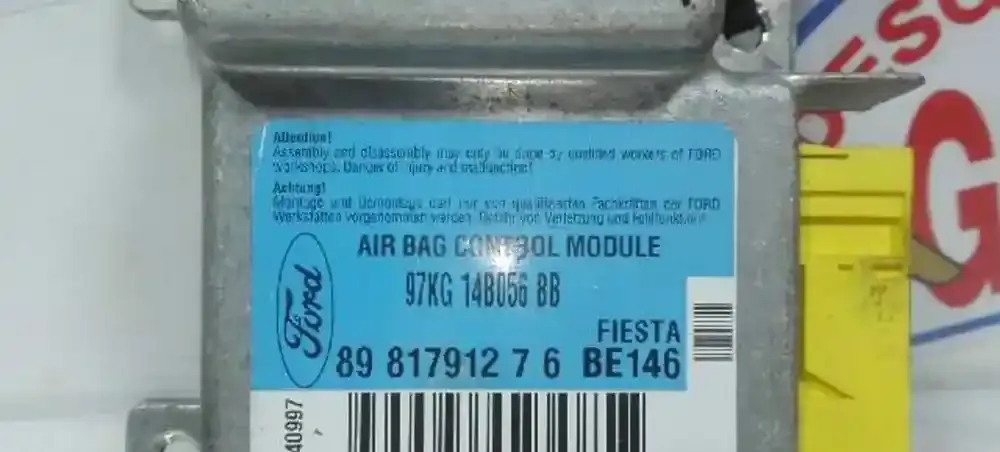 Attention!
Assembly and disassembly may only be done by qualified workers of FORD
workshops. Danger of injury and malfunction!
Achtung!
Montage und Demontage darf nur von qualifizierten Fachkräften der FORD
Werkstätten vorgenommen werden. Gefahr von Verletzung und Fehlfunktion!
AIR BAG CONTROL MODULE
97KG 14B056 BB
Ford
FIESTA
89 817912 7 6 BE146
40997
ESG
G